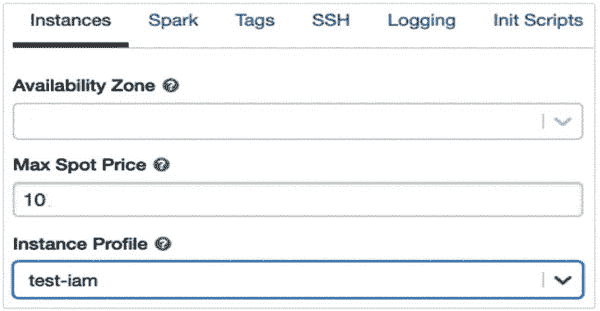 Instances Spark Tags SSH Logging Init Scripts
Availability Zone ?
Max Spot Price ?
10
Instance Profile ?
test-iam